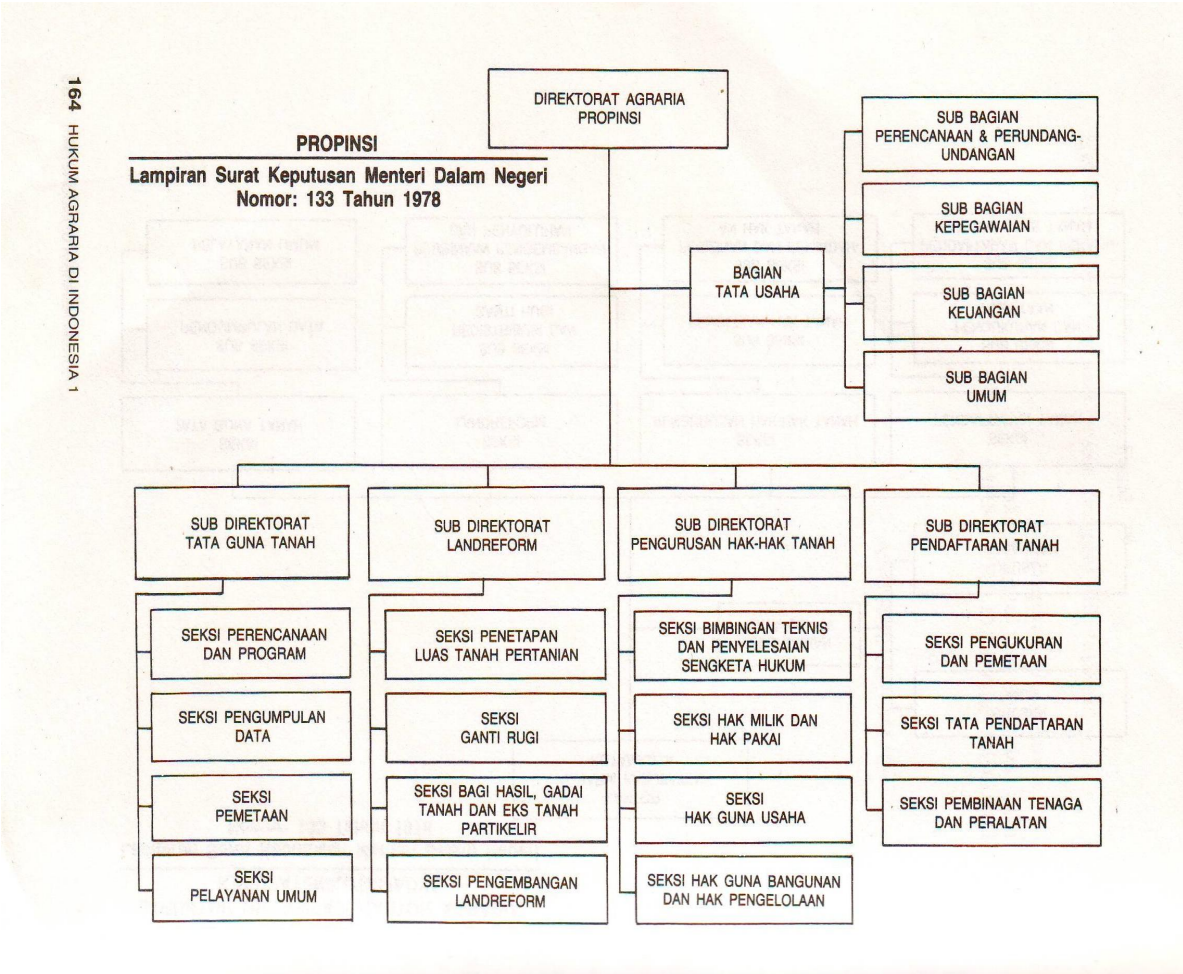 164 HUKUM AGRARIA DI INDONESIA 1
PROPINSI
Lampiran Surat Keputusan Menteri Dalam Negeri
Nomor: 133 Tahun 1978
DIREKTORAT AGRARIA
PROPINSI
BAGIAN
TATA USAHA
SUB BAGIAN
PERENCANAAN & PERUNDANG-
UNDANGAN
SUB BAGIAN
KEPEGAWAIAN
SUB BAGIAN
KEUANGAN
SUB BAGIAN
UMUM
SUB DIREKTORAT
TATA GUNA TANAH
SEKSI PERENCANAAN
DAN PROGRAM
SEKSI PENGUMPULAN
DATA
SEKSI
PEMETAAN
SEKSI
PELAYANAN UMUM
SUB DIREKTORAT
LANDREFORM
SEKSI PENETAPAN
LUAS TANAH PERTANIAN
SEKSI
GANTI RUGI
SEKSI BAGI HASIL, GADAI
TANAH DAN EKS TANAH
PARTIKELIR
SEKSI PENGEMBANGAN
LANDREFORM
SUB DIREKTORAT
PENGURUSAN HAK-HAK TANAH
SEKSI BIMBINGAN TEKNIS
DAN PENYELESAIAN
SENGKETA HUKUM
SEKSI HAK MILIK DAN
HAK PAKAI
SEKSI
HAK GUNA USAHA
SEKSI HAK GUNA BANGUNAN
DAN HAK PENGELOLAAN
SUB DIREKTORAT
PENDAFTARAN TANAH
SEKSI PENGUKURAN
DAN PEMETAAN
SEKSI TATA PENDAFTARAN
TANAH
SEKSI PEMBINAAN TENAGA
DAN PERALATAN